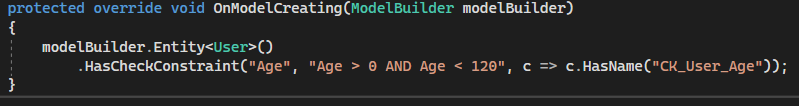 protected override void OnModelCreating(ModelBuilder modelBuilder)
{
modelBuilder.Entity<User>()
.HasCheckConstraint("Age", "Age > 0 AND Age < 120", c => c.HasName("CK_User_Age"));
}